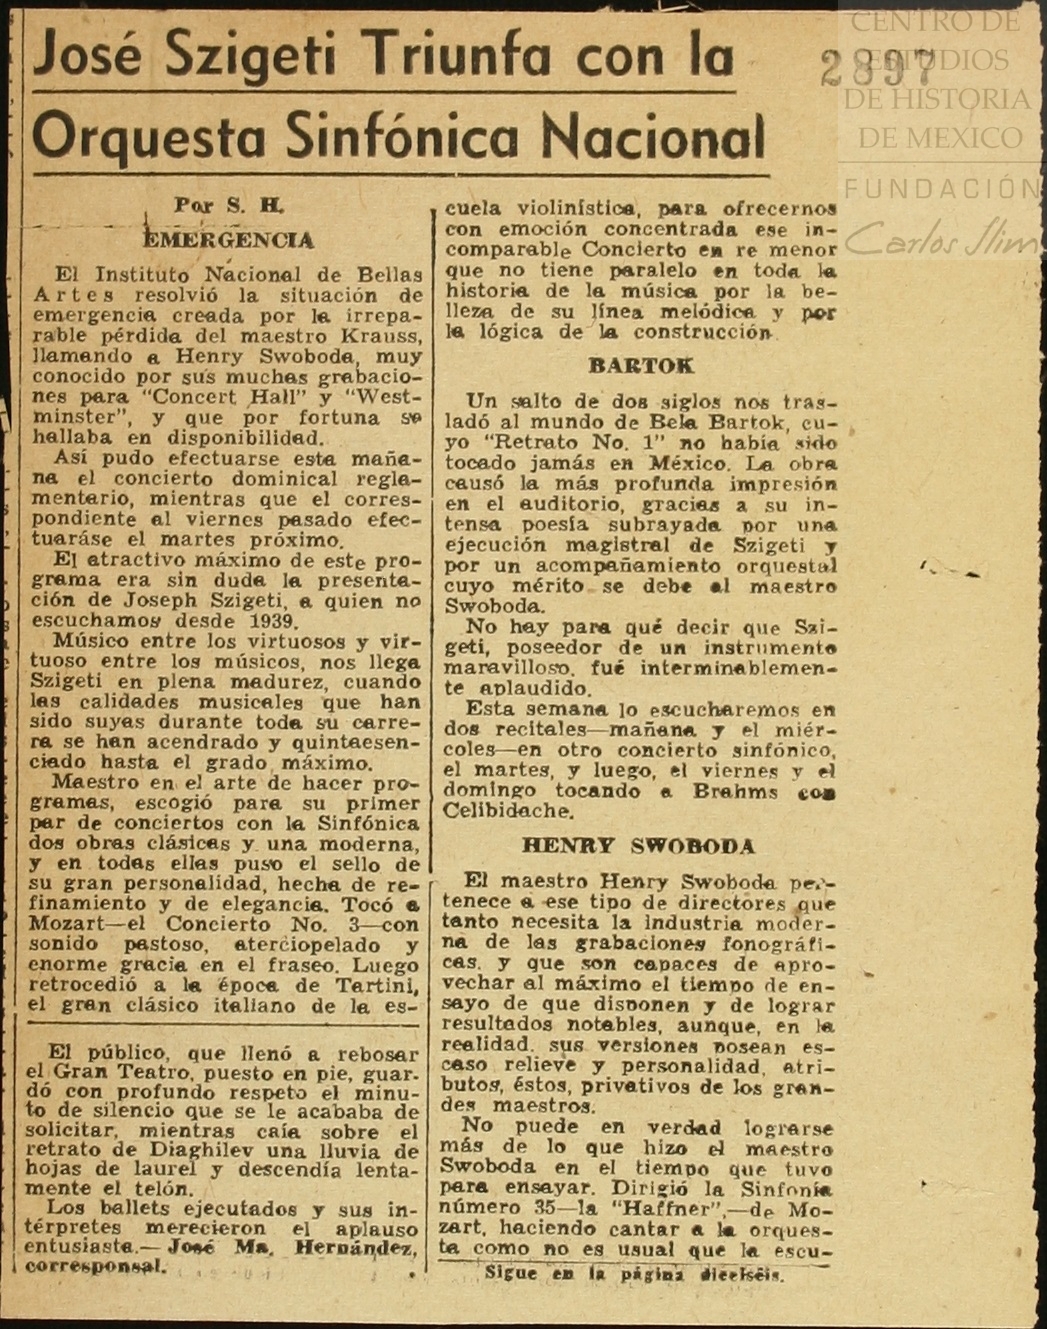 José Szigeti Triunfa con la
Orquesta Sinfónica Nacional
2897
CENTRO DE
ESTUDIOS
DE HISTORIA
DE MEXICO
FUNDACIÓN
Carlos Slim
Por S. H.
EMERGENCIA
El Instituto Nacional de Bellas
Artes resolvió la situación de
emergencia creada por la irrepa-
rable pérdida del maestro Krauss,
llamando a Henry Swoboda, muy
conocido por sus muchas grabacio-
nes para "Concert Hall" y "West-
minster", y que por fortuna se
hallaba en disponibilidad.
Así pudo efectuarse esta maña-
na el concierto dominical regla-
mentario, mientras que el corres-
pondiente al viernes pasado efec-
tuaráse el martes próximo.
El atractivo máximo de este pro-
grama era sin duda la presenta-
ción de Joseph Szigeti, a quien no
escuchamos desde 1939.
Músico entre los virtuosos y vir-
tuoso entre los músicos, nos llega
Szigeti en plena madurez, cuando
las calidades musicales que han
sido suyas durante toda su carre-
ra se han acendrado y quintaesen-
ciado hasta el grado máximo.
Maestro en el arte de hacer pro-
gramas, escogió para su primer
par de conciertos con la Sinfónica
dos obras clásicas y una moderna,
y en todas ellas puso el sello de
su gran personalidad, hecha de re-
finamiento y de elegancia. Tocó a
Mozart—el Concierto No. 3—con
sonido pastoso, aterciopelado y
enorme gracia en el fraseo. Luego
retrocedió a la época de Tartini,
el gran clásico italiano de la es-
El público, que llenó a rebosar
el Gran Teatro, puesto en pie, guar-
dó con profundo respeto el minu-
to de silencio que se le acababa de
solicitar, mientras caía sobre el
retrato de Diaghilev una lluvia de
hojas de laurel y descendía lenta-
mente el telón.
Los ballets ejecutados y sus in-
térpretes merecieron el aplauso
entusiasta.— José Ma. Hernández,
corresponsal.
cuela violinística, para ofrecernos
con emoción concentrada ese in-
comparable Concierto en re menor
que no tiene paralelo en toda la
historia de la música por la be-
lleza de su línea melódica y por
la lógica de la construcción.
BARTOK
Un salto de dos siglos nos tras-
ladó al mundo de Bela Bartok, cu-
yo "Retrato No. 1" no había sido
tocado jamás en México. La obra
causó la más profunda impresión
en el auditorio, gracias a su in-
tensa poesía subrayada por una
ejecución magistral de Szigeti y
por un acompañamiento orquestal
cuyo mérito se debe al maestro
Swoboda.
No hay para qué decir que Szi-
geti, poseedor de un instrumento
maravilloso, fué interminablemen-
te aplaudido.
Esta semana lo escucharemos en
dos recitales—mañana y el miér-
coles—en otro concierto sinfónico,
el martes, y luego, el viernes y el
domingo tocando a Brahms con
Celibidache.
HENRY SWOBODA
El maestro Henry Swoboda per-
tenece a ese tipo de directores que
tanto necesita la industria moder-
na de las grabaciones fonográfi-
cas, y que son capaces de apro-
vechar al máximo el tiempo de en-
sayo de que disponen y de lograr
resultados notables, aunque, en la
realidad, sus versiones posean es-
caso relieve y personalidad, atri-
butos, éstos, privativos de los gran-
des maestros.
No puede en verdad lograrse
más de lo que hizo el maestro
Swoboda en el tiempo que tuvo
para ensayar. Dirigió la Sinfonía
número 35—la "Haffner",—de Mo-
zart, haciendo cantar a la orques-
ta como no es usual que la escu-
Sigue en la página dieciséis.